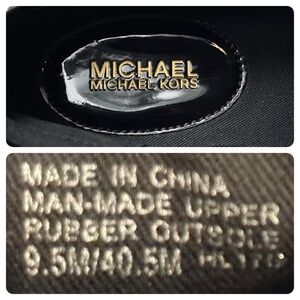 MICHAEL
MICHAEL KORS
MADE IN CHINA
MAN-MADE UPPER
RUBBER OUTSOLE
9.5M/40.5M